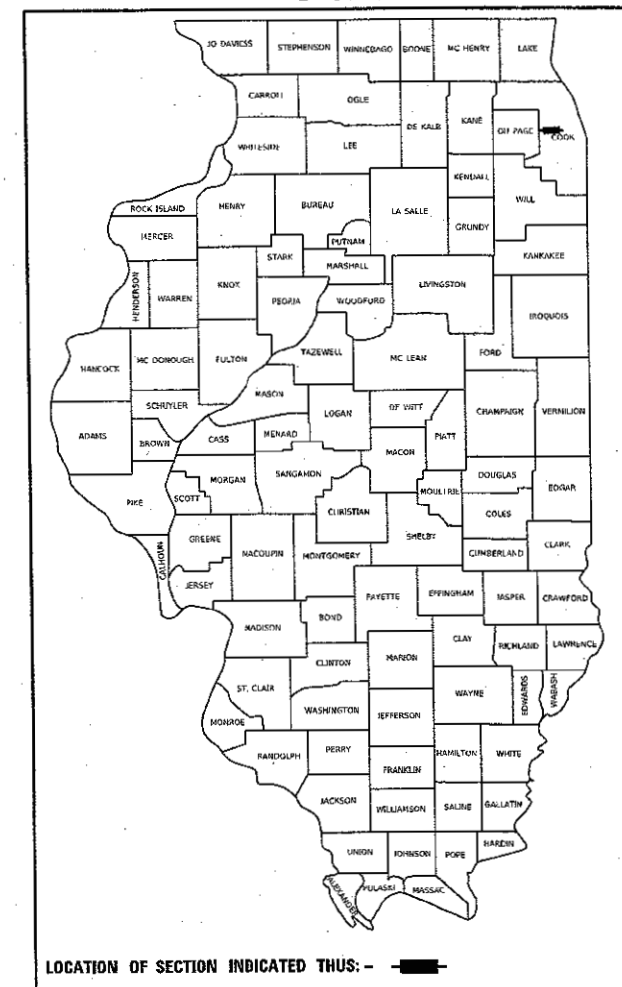 JO DAVIESS STEPHENSON WINNEBAGO BOONE MC HENRY LAKE
CARROLL OGLE DE KALB KANE DU PAGE COOK
WHITESIDE LEE
KENDALL WILL
ROCK ISLAND HENRY BUREAU LA SALLE GRUNDY
MERCER PUTNAM
STARK MARSHALL KANKAKEE
HENDERSON WARREN KNOX PEORIA WOODFORD LIVINGSTON IROQUOIS
HANCOCK MC DONOUGH FULTON TAZEWELL MC LEAN FORD
MASON
SCHUYLER LOGAN DE WITT CHAMPAIGN VERMILION
ADAMS BROWN CASS MENARD MACON PIATT
MORGAN SANGAMON DOUGLAS
PIKE SCOTT CHRISTIAN MOULTRIE COLES EDGAR
GREENE MACOUPIN MONTGOMERY SHELBY CUMBERLAND CLARK
CALHOUN JERSEY
FAYETTE EFFINGHAM JASPER CRAWFORD
MADISON BOND
CLAY RICHLAND LAWRENCE
CLINTON MARION
ST. CLAIR WAYNE EDWARDS WABASH
WASHINGTON JEFFERSON
MONROE
RANDOLPH PERRY HAMILTON WHITE
FRANKLIN
JACKSON WILLIAMSON SALINE GALLATIN
UNION JOHNSON POPE HARDIN
ALEXANDER PULASKI MASSAC
LOCATION OF SECTION INDICATED THUS: -